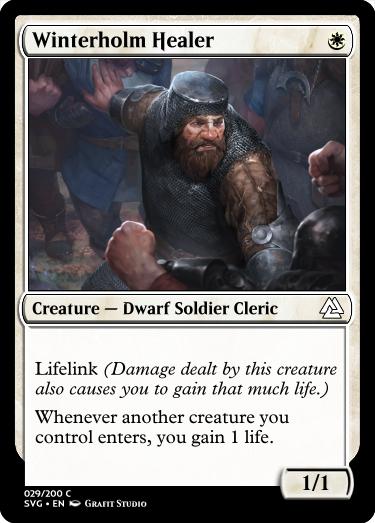 Winterholm Healer
Creature — Dwarf Soldier Cleric
Lifelink (Damage dealt by this creature
also causes you to gain that much life.)
Whenever another creature you
control enters, you gain 1 life.
1/1
029/200 C
SVG • EN Grafit Studio